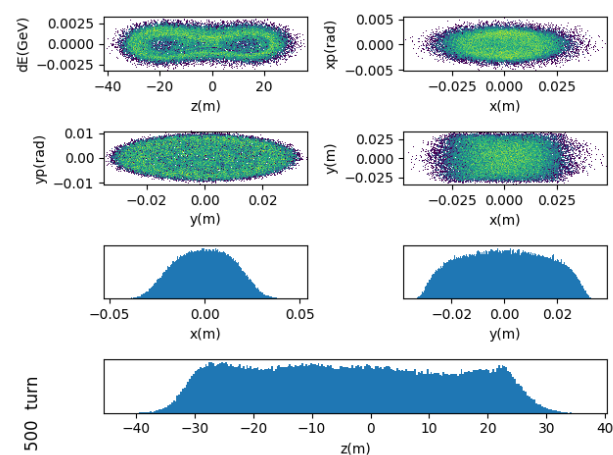 dE(GeV)
0.0025
0.0000
−0.0025
−40 −20 0 20
z(m)
xp(rad)
0.005
0.000
−0.005
−0.025 0.000 0.025
x(m)
yp(rad)
0.01
0.00
−0.01
−0.02 0.00 0.02
y(m)
y(m)
0.025
0.000
−0.025
−0.025 0.000 0.025
x(m)
−0.05 0.00 0.05
x(m)
−0.02 0.00 0.02
y(m)
500 turn
−40 −30 −20 −10 0 10 20 30 40
z(m)